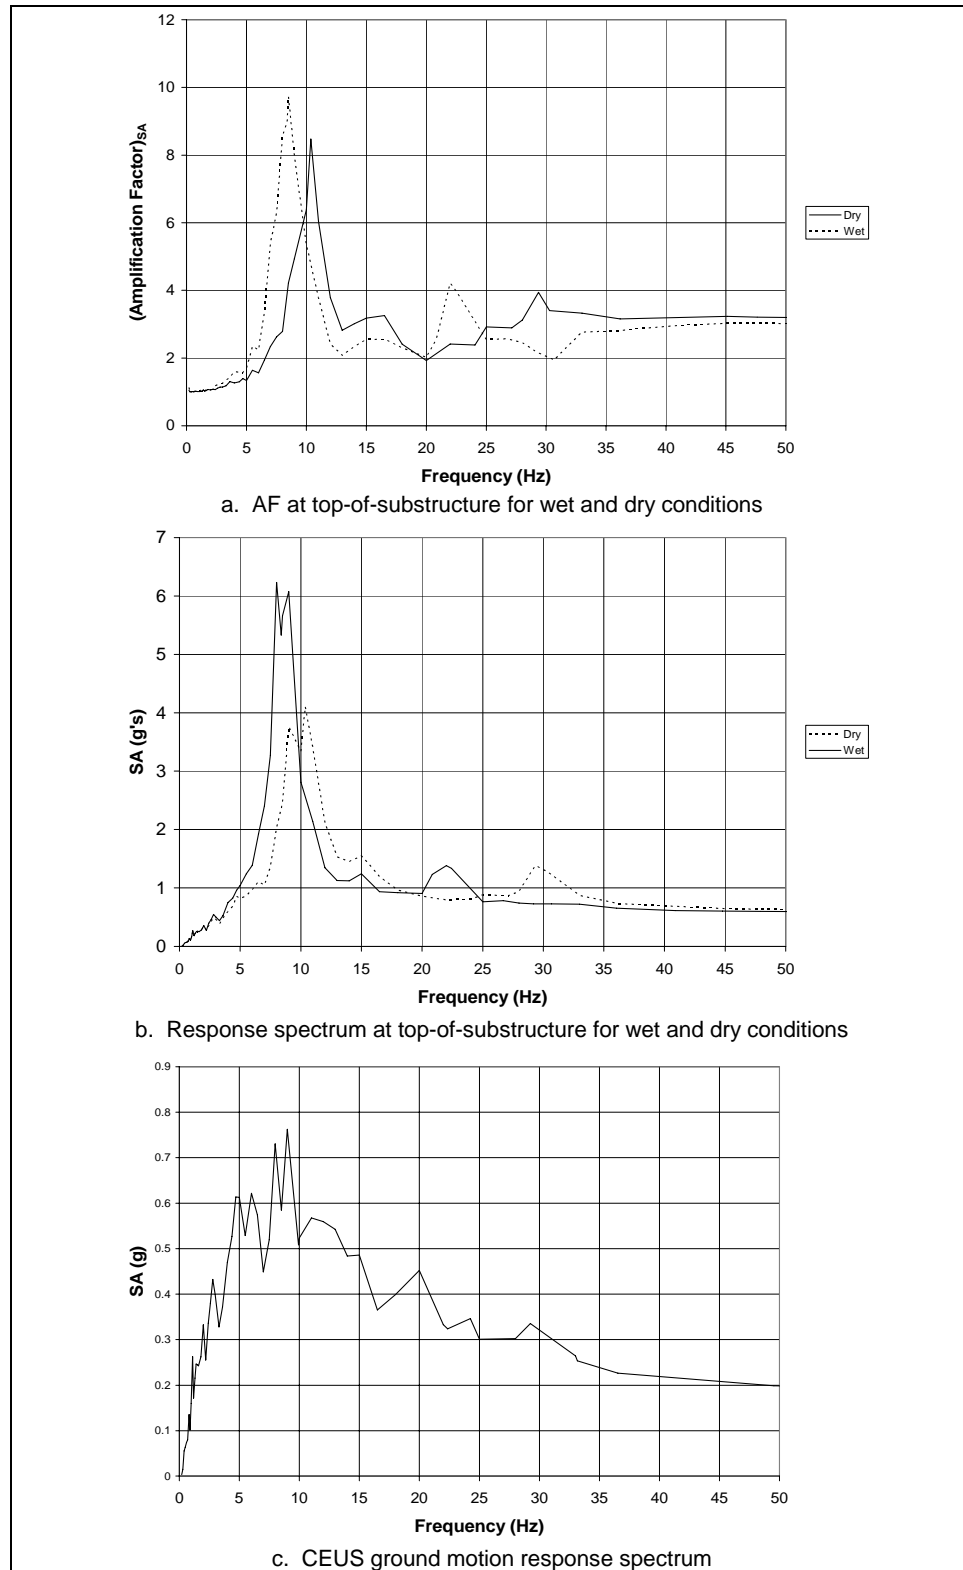 12
10
8
6
4
2
0
(Amplification Factor)SA
0 5 10 15 20 25 30 35 40 45 50
Frequency (Hz)
Dry
Wet
a. AF at top-of-substructure for wet and dry conditions
7
6
5
4
3
2
1
0
SA (g's)
0 5 10 15 20 25 30 35 40 45 50
Frequency (Hz)
Dry
Wet
b. Response spectrum at top-of-substructure for wet and dry conditions
0.9
0.8
0.7
0.6
0.5
0.4
0.3
0.2
0.1
0
SA (g)
0 5 10 15 20 25 30 35 40 45 50
Frequency (Hz)
c. CEUS ground motion response spectrum